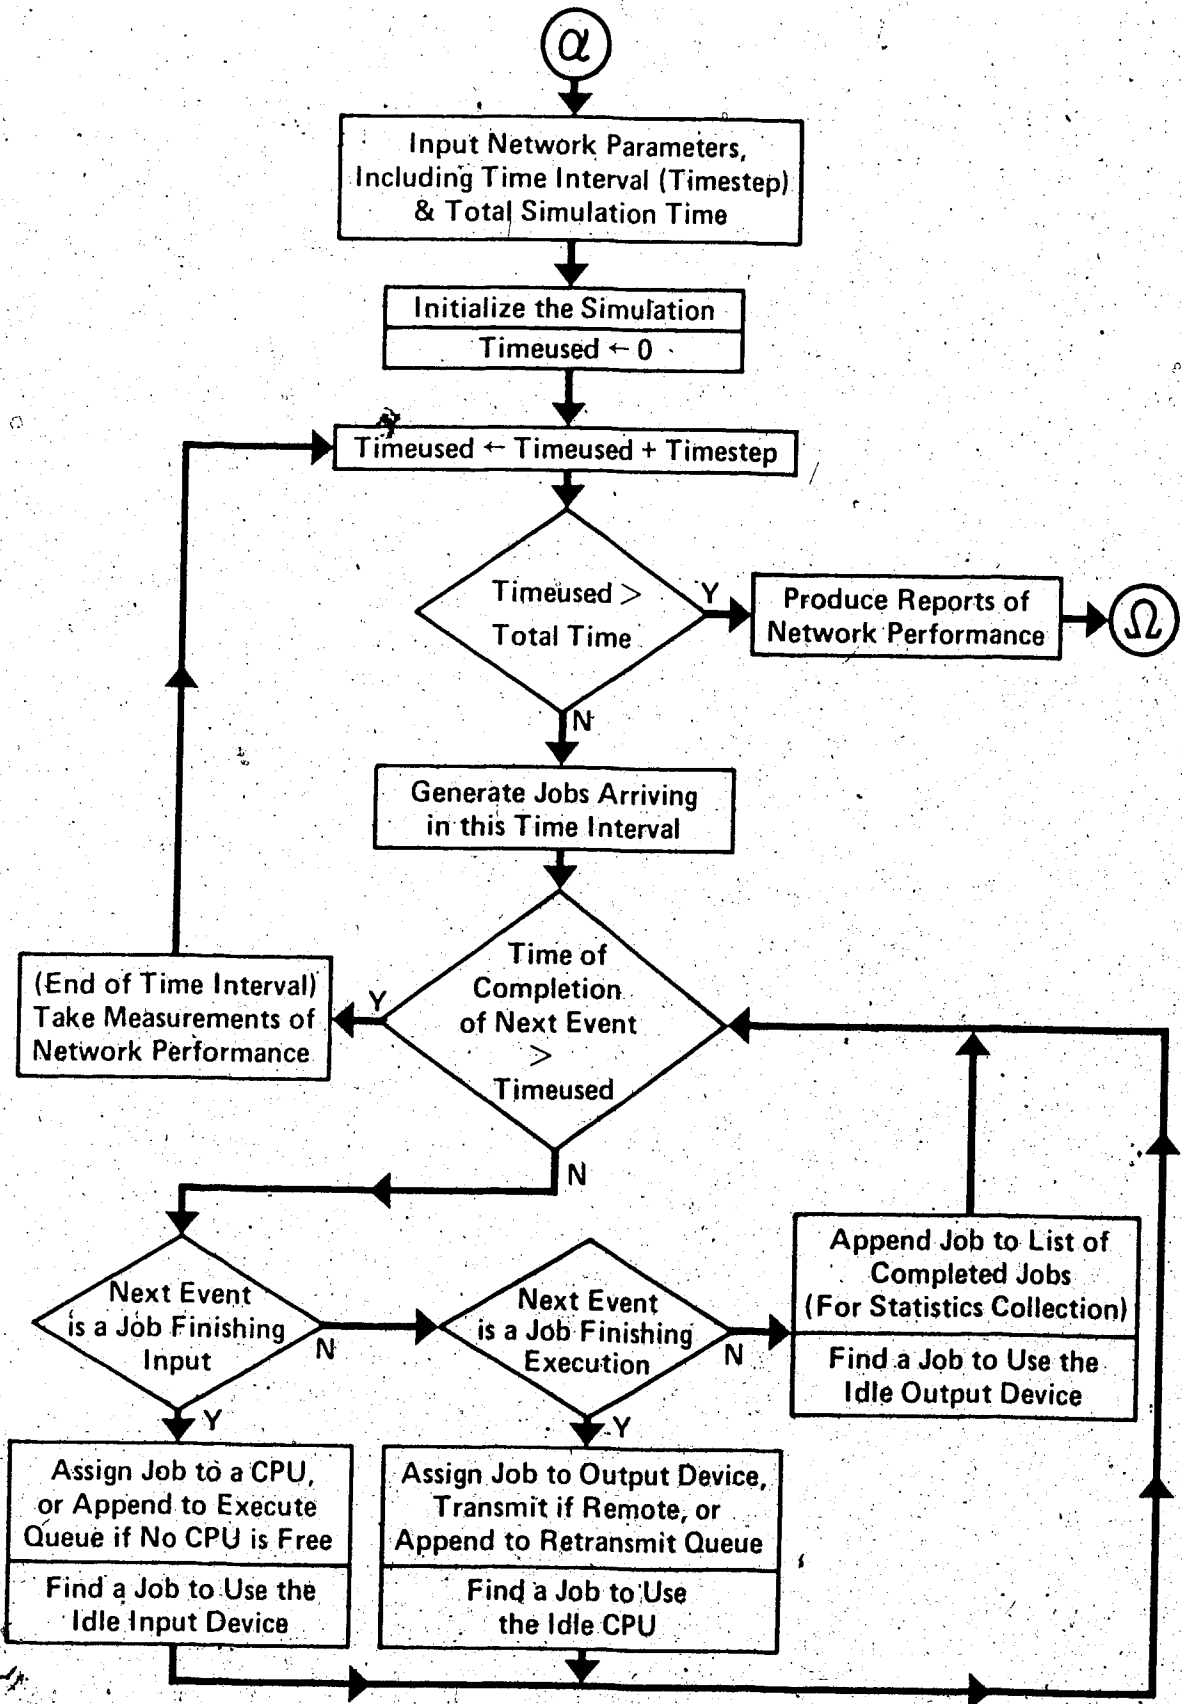 α
Input Network Parameters,
Including Time Interval (Timestep)
& Total Simulation Time
Initialize the Simulation
Timeused ← 0
Timeused ← Timeused + Timestep
Timeused >
Total Time
Y
Produce Reports of
Network Performance
Ω
N
Generate Jobs Arriving
in this Time Interval
Time of
Completion
of Next Event
>
Timeused
Y
(End of Time Interval)
Take Measurements of
Network Performance
N
Next Event
is a Job Finishing
Input
N
Next Event
is a Job Finishing
Execution
N
Append Job to List of
Completed Jobs
(For Statistics Collection)
Find a Job to Use the
Idle Output Device
Y
Assign Job to a CPU,
or Append to Execute
Queue if No CPU is Free
Find a Job to Use the
Idle Input Device
Y
Assign Job to Output Device,
Transmit if Remote, or
Append to Retransmit Queue
Find a Job to Use
the Idle CPU